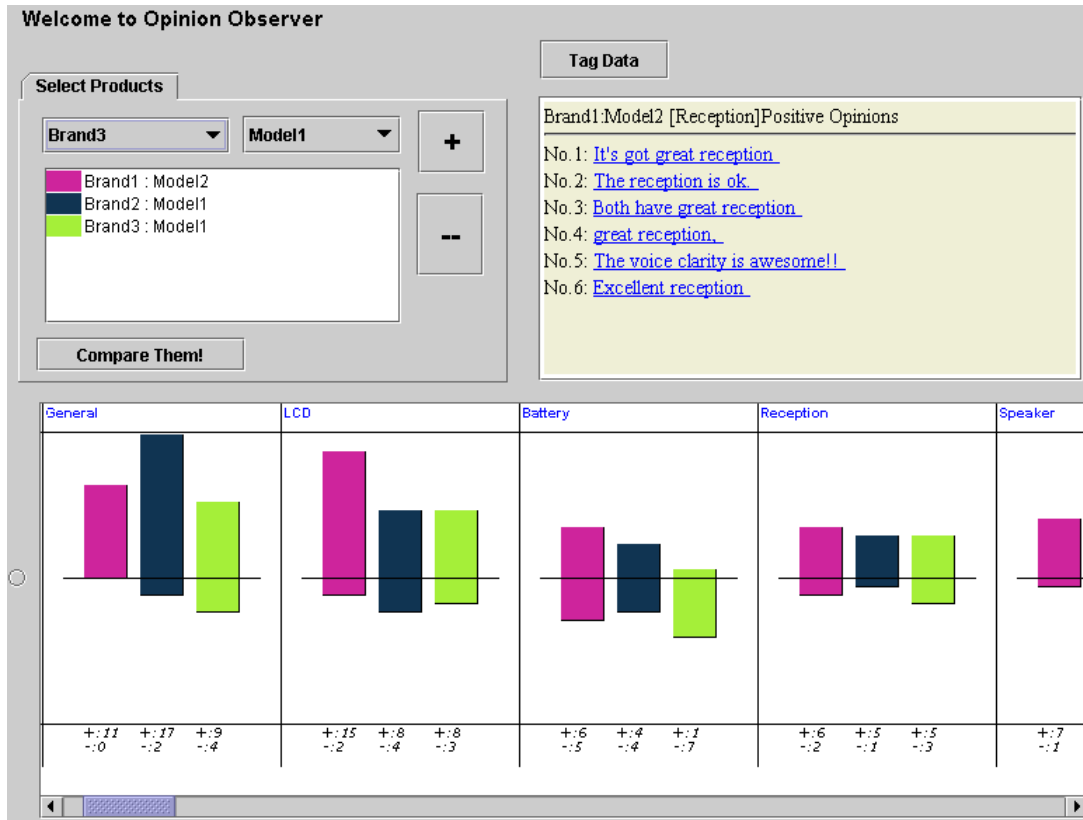 Welcome to Opinion Observer
Tag Data
Select Products
Brand3 Model1 +
Brand1 : Model2
Brand2 : Model1
Brand3 : Model1
--
Compare Them!
Brand1:Model2 [Reception]Positive Opinions
No.1: It's got great reception
No.2: The reception is ok.
No.3: Both have great reception
No.4: great reception,
No.5: The voice clarity is awesome!!
No.6: Excellent reception
General LCD Battery Reception Speaker
+:11 +:17 +:9 +:15 +:8 +:8 +:6 +:4 +:1 +:6 +:5 +:5 +:7
-:0 -:2 -:4 -:2 -:4 -:3 -:5 -:4 -:7 -:2 -:1 -:3 -:1